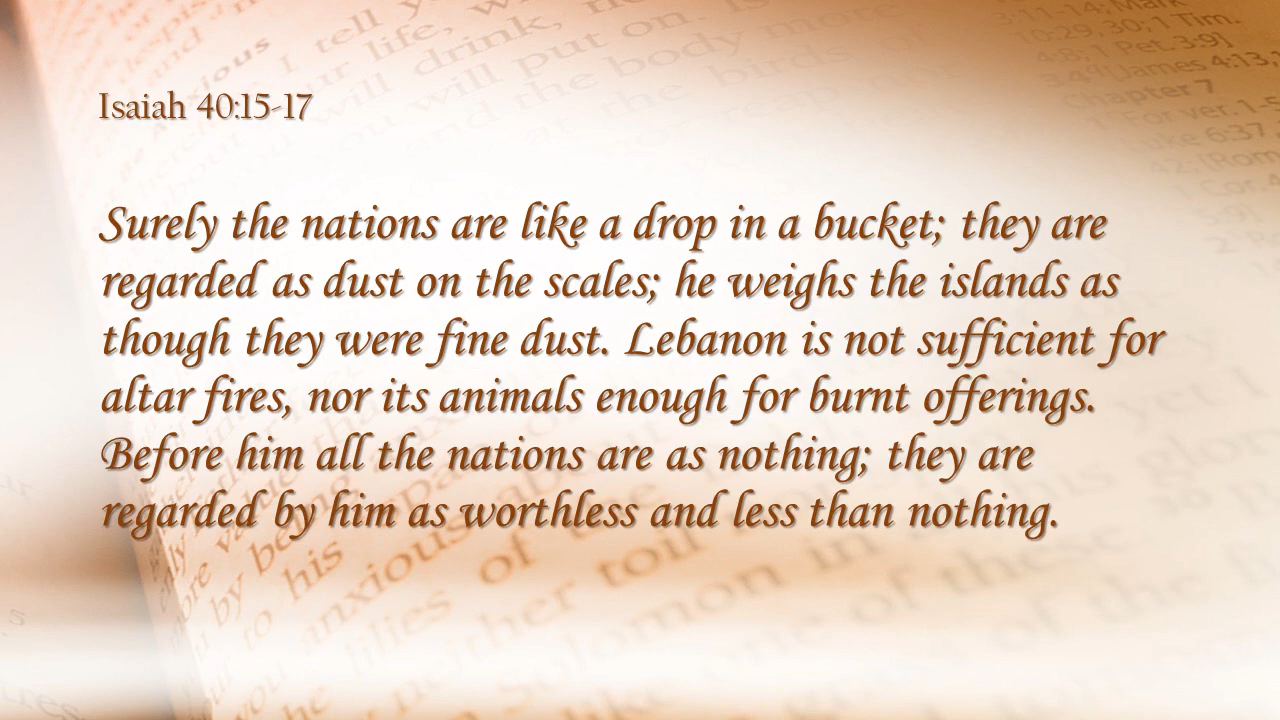 Isaiah 40:15-17
Surely the nations are like a drop in a bucket; they are
regarded as dust on the scales; he weighs the islands as
though they were fine dust. Lebanon is not sufficient for
altar fires, nor its animals enough for burnt offerings.
Before him all the nations are as nothing; they are
regarded by him as worthless and less than nothing.